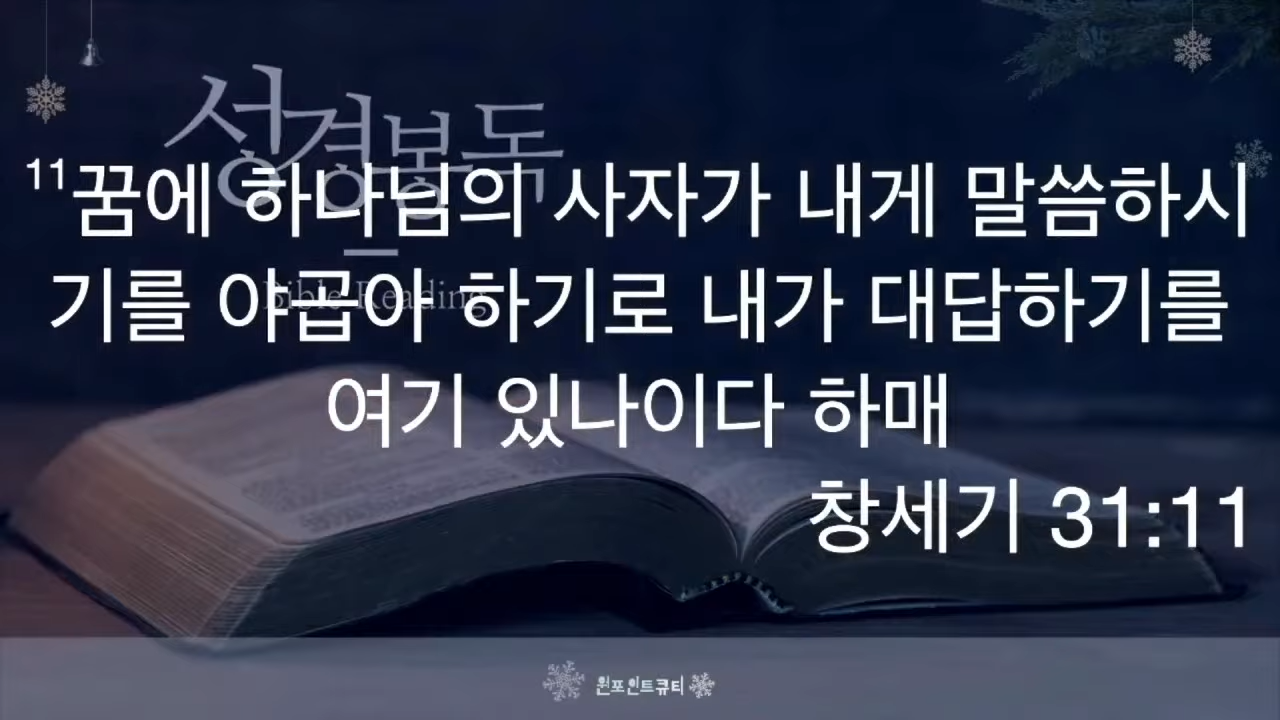 성경봉독
11꿈에 하나님의 사자가 내게 말씀하시
기를 야곱아 하기로 내가 대답하기를
Bible Reading
여기 있나이다 하매
창세기 31:11
원포인트큐티